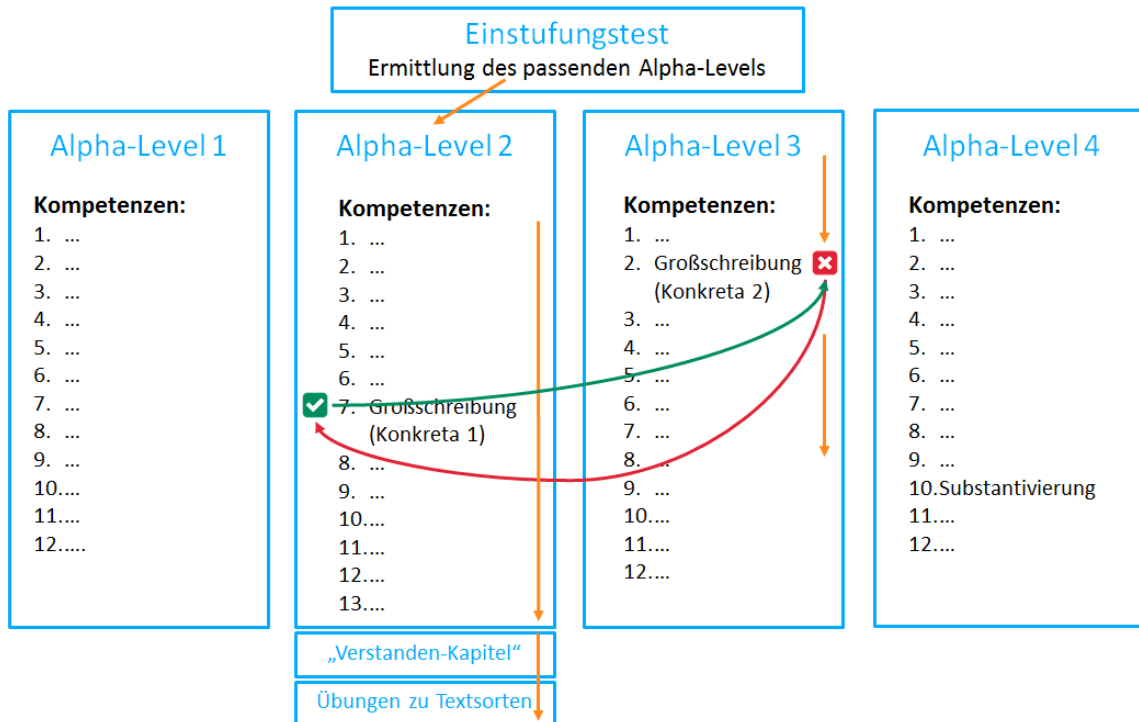 Einstufungstest
Ermittlung des passenden Alpha-Levels
Alpha-Level 1
Kompetenzen:
1. ...
2. ...
3. ...
4. ...
5. ...
6. ...
7. ...
8. ...
9. ...
10....
11....
12.....
Alpha-Level 2
Kompetenzen:
1. ...
2. ...
3. ...
4. ...
5. ...
6. ...
7. Großschreibung
(Konkreta 1)
8. ...
9. ...
10....
11....
12....
13....
„Verstanden-Kapitel“
Übungen zu Textsorten
Alpha-Level 3
Kompetenzen:
1. ...
2. Großschreibung
(Konkreta 2)
3. ...
4. ...
5. ...
6. ...
7. ...
8. ...
9. ...
10....
11....
12....
Alpha-Level 4
Kompetenzen:
1. ...
2. ...
3. ...
4. ...
5. ...
6. ...
7. ...
8. ...
9. ...
10.Substantivierung
11....
12....